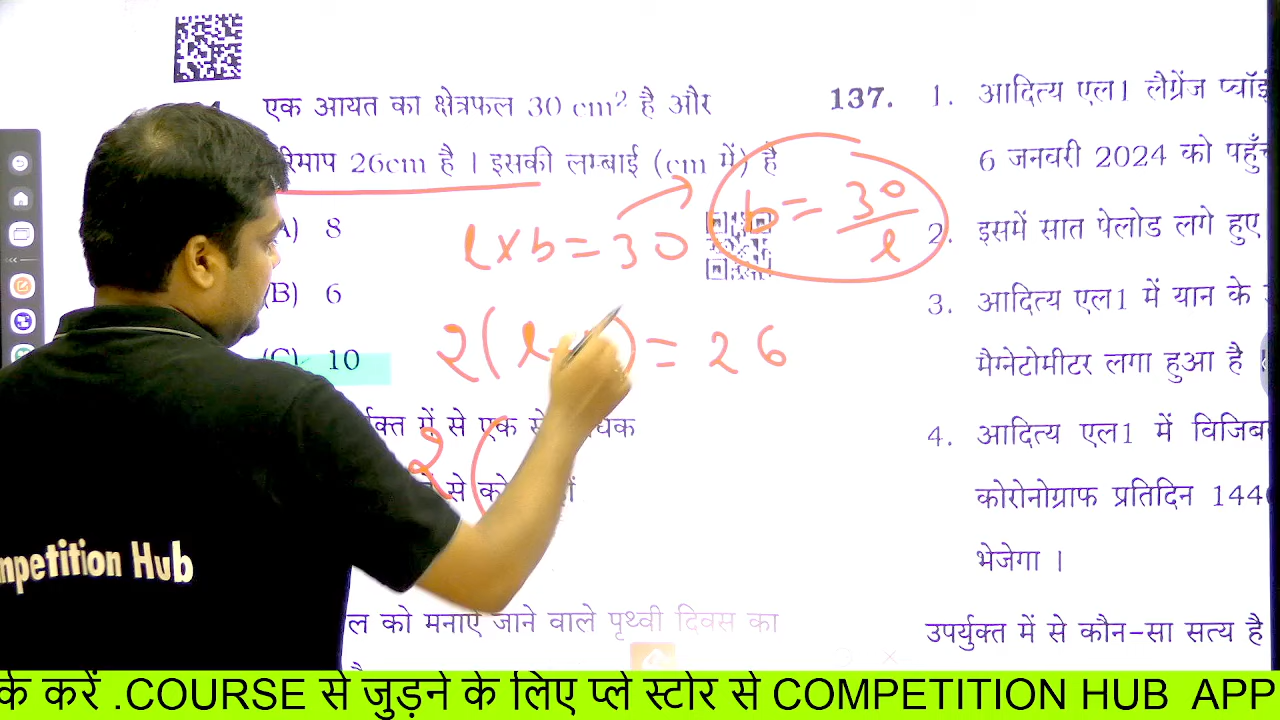 एक आयत का क्षेत्रफल 30 cm² है और
परिमाप 26cm है । इसकी लम्बाई (cm में) है
(A) 8
(B) 6
(C) 10
में से एक से
से
को मनाए जाने वाले पृथ्वी दिवस का
l×b=30
b=30/l
2(l = 26
2(
137. 1. आदित्य एल1 लैग्रेंज
6 जनवरी 2024 को
2. इसमें सात पेलोड लगे हुए
3. आदित्य एल1 में यान के
मैग्नेटोमीटर लगा हुआ है
4. आदित्य एल1 में
कोरोनोग्राफ प्रतिदिन 144
भेजेगा ।
उपर्युक्त में से कौन-सा सत्य है
mpetition Hub
र्क करें .COURSE से जुड़ने के लिए प्ले स्टोर से COMPETITION HUB APP